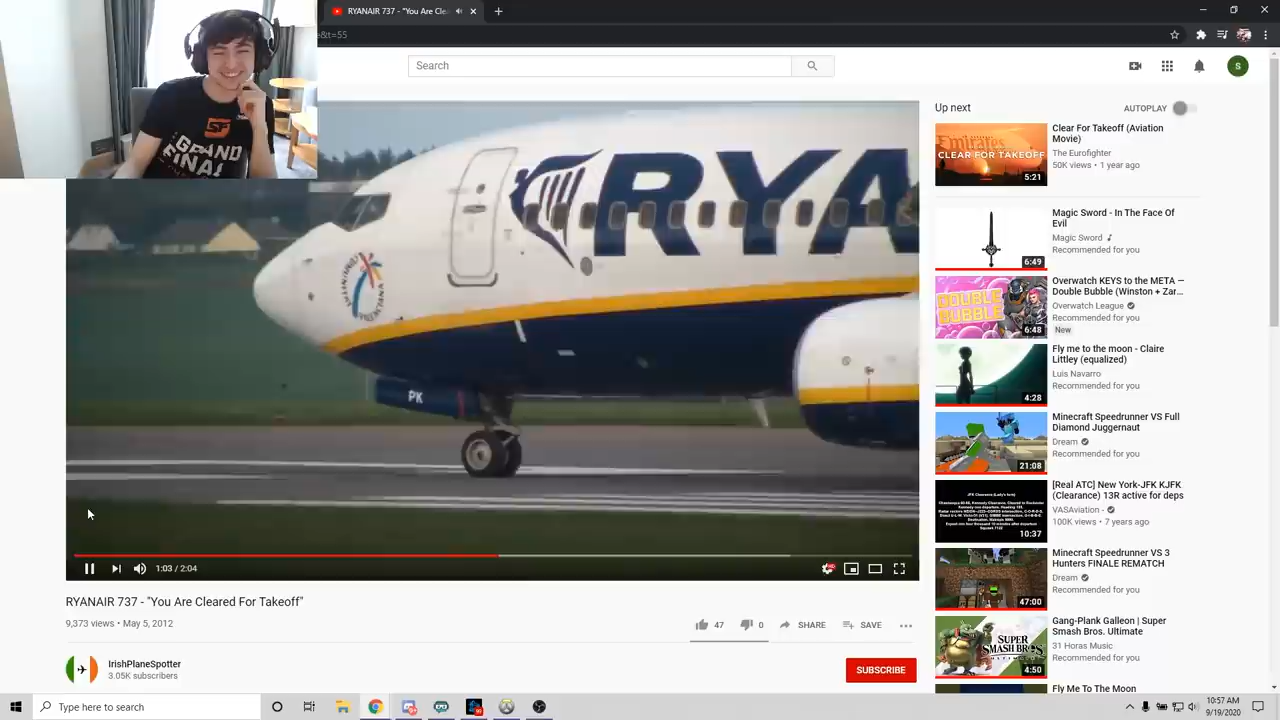 RYANAIR 737 - "You Are Cle
&t=55
Search
S
SF
GRAND
FINAL
RYA
PK
1:03 / 2:04
RYANAIR 737 - "You Are Cleared For Takeoff"
9,373 views • May 5, 2012
47
0
SHARE
SAVE
IrishPlaneSpotter
3.05K subscribers
SUBSCRIBE
Up next
AUTOPLAY
Emirates
CLEAR FOR TAKEOFF
5:21
Clear For Takeoff (Aviation
Movie)
The Eurofighter
50K views • 1 year ago
6:49
Magic Sword - In The Face Of
Evil
Magic Sword
Recommended for you
DOUBLE
BUBBLE
6:48
Overwatch KEYS to the META —
Double Bubble (Winston + Zar...
Overwatch League
Recommended for you
New
4:28
Fly me to the moon - Claire
Littley (equalized)
Luis Navarro
Recommended for you
21:08
Minecraft Speedrunner VS Full
Diamond Juggernaut
Dream
Recommended for you
10:37
[Real ATC] New York-JFK KJFK
(Clearance) 13R active for deps
VASAviation -
100K views • 7 years ago
47:00
Minecraft Speedrunner VS 3
Hunters FINALE REMATCH
Dream
Recommended for you
SUPER
SMASH BROS.
ULTIMATE
4:50
Gang-Plank Galleon | Super
Smash Bros. Ultimate
31 Horas Music
Recommended for you
Fly Me To The Moon
Type here to search
10:57 AM
9/19/2020